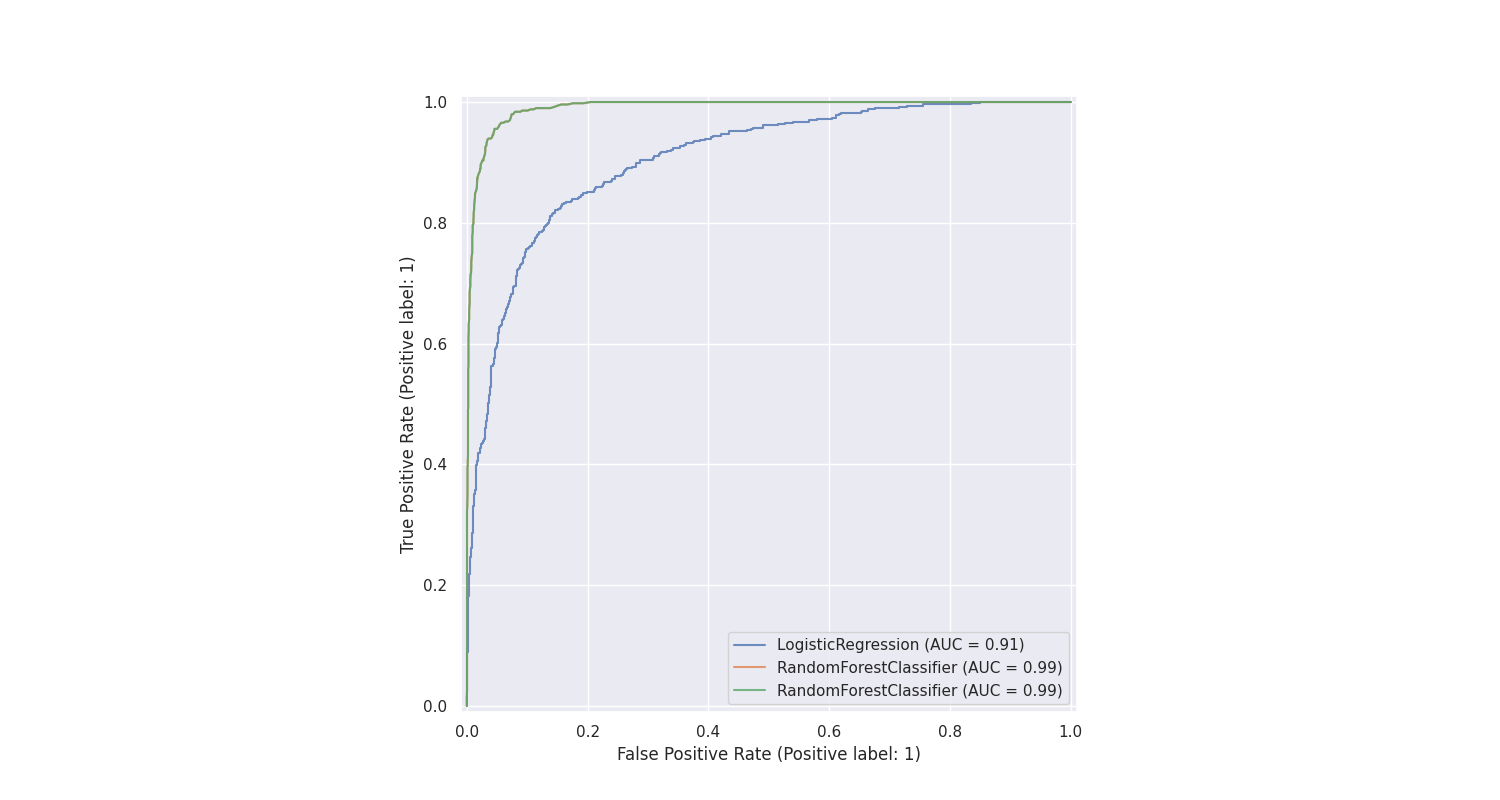 1.0
0.8
0.6
0.4
0.2
0.0
True Positive Rate (Positive label: 1)
LogisticRegression (AUC = 0.91)
RandomForestClassifier (AUC = 0.99)
RandomForestClassifier (AUC = 0.99)
0.0 0.2 0.4 0.6 0.8 1.0
False Positive Rate (Positive label: 1)